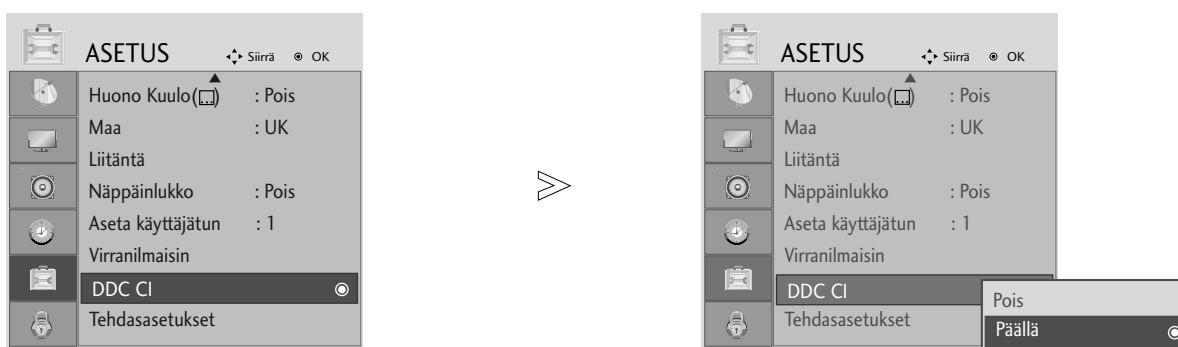 ASETUS Siirrä OK
Huono Kuulo() : Pois
Maa : UK
Liitäntä
Näppäinlukko : Pois
Aseta käyttäjätun : 1
Virranilmaisin
DDC CI
Tehdasasetukset
ASETUS Siirrä OK
Huono Kuulo() : Pois
Maa : UK
Liitäntä
Näppäinlukko : Pois
Aseta käyttäjätun : 1
Virranilmaisin
DDC CI
Tehdasasetukset
Pois
Päällä